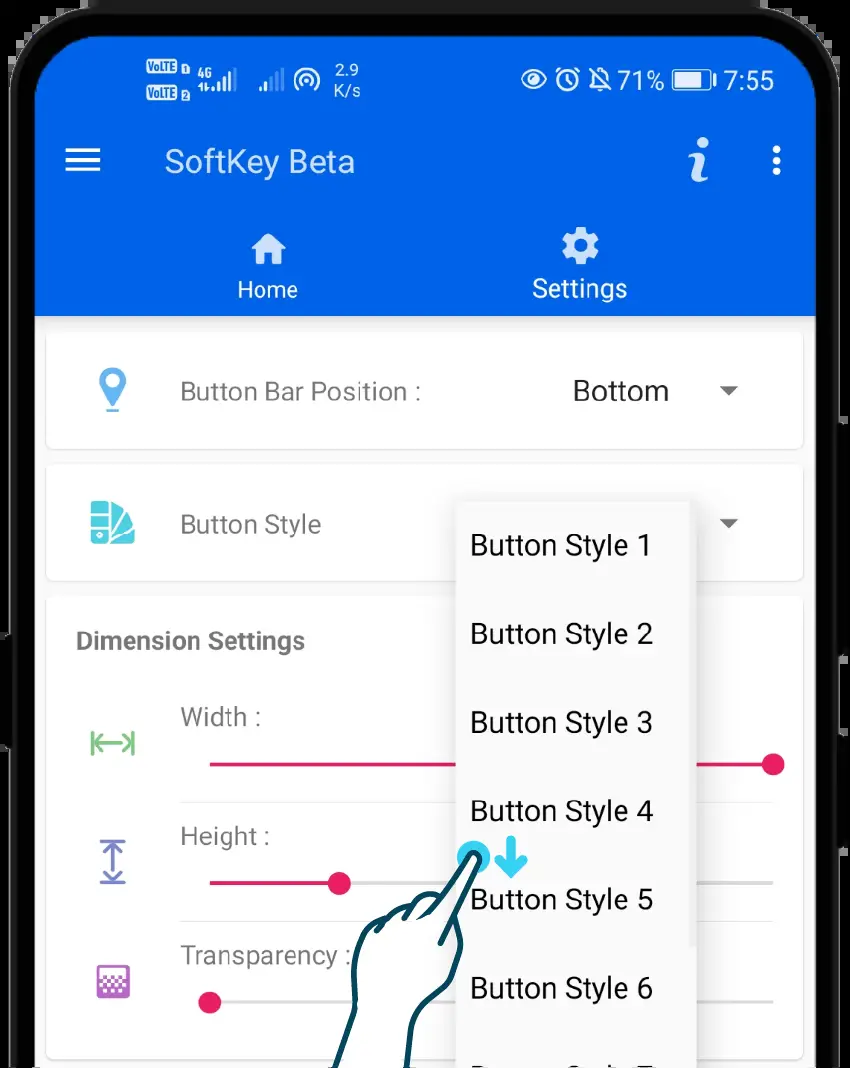 VoLTE 1
VoLTE 2
4G
2.9
K/s
71%
7:55
SoftKey Beta
Home
Settings
Button Bar Position :
Bottom
Button Style
Button Style 1
Button Style 2
Button Style 3
Button Style 4
Button Style 5
Button Style 6
Dimension Settings
Width :
Height :
Transparency :